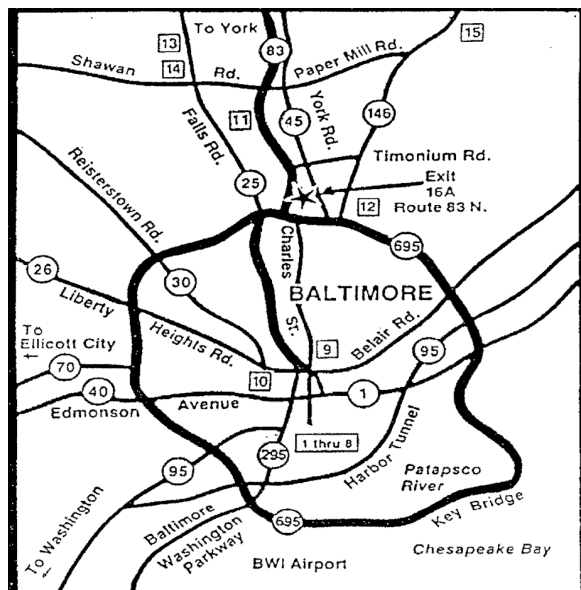 To York
13
14
83
15
Shawan
Rd.
Paper Mill Rd.
11
45
York Rd.
146
Falls Rd.
Timonium Rd.
Exit
16A
Route 83 N.
25
12
Reisterstown Rd.
695
26
30
Charles
St.
BALTIMORE
Liberty
Heights Rd.
Belair Rd.
To
Ellicott City
70
9
95
10
40
Edmonson
Avenue
1
1 thru 8
295
Harbor Tunnel
95
Patapsco
River
Key Bridge
To Washington
Baltimore
Washington
Parkway
695
BWI Airport
Chesapeake Bay